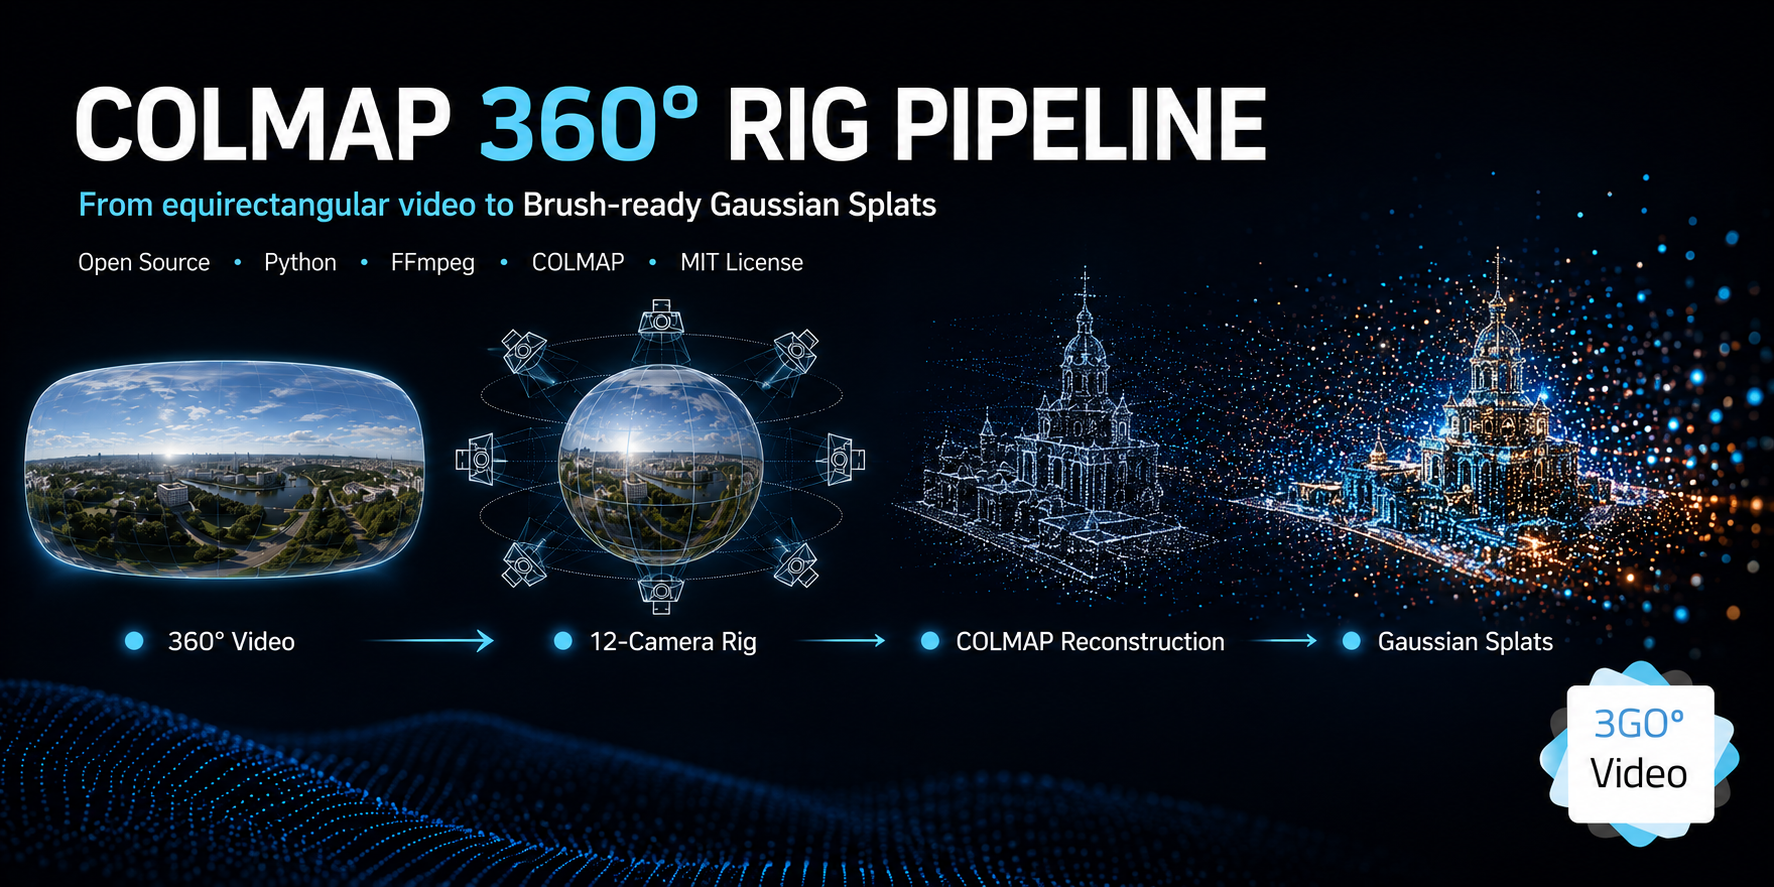 COLMAP 360° RIG PIPELINE
From equirectangular video to Brush-ready Gaussian Splats
Open Source • Python • FFmpeg • COLMAP • MIT License
360° Video
12-Camera Rig
COLMAP Reconstruction
Gaussian Splats
3GO°
Video